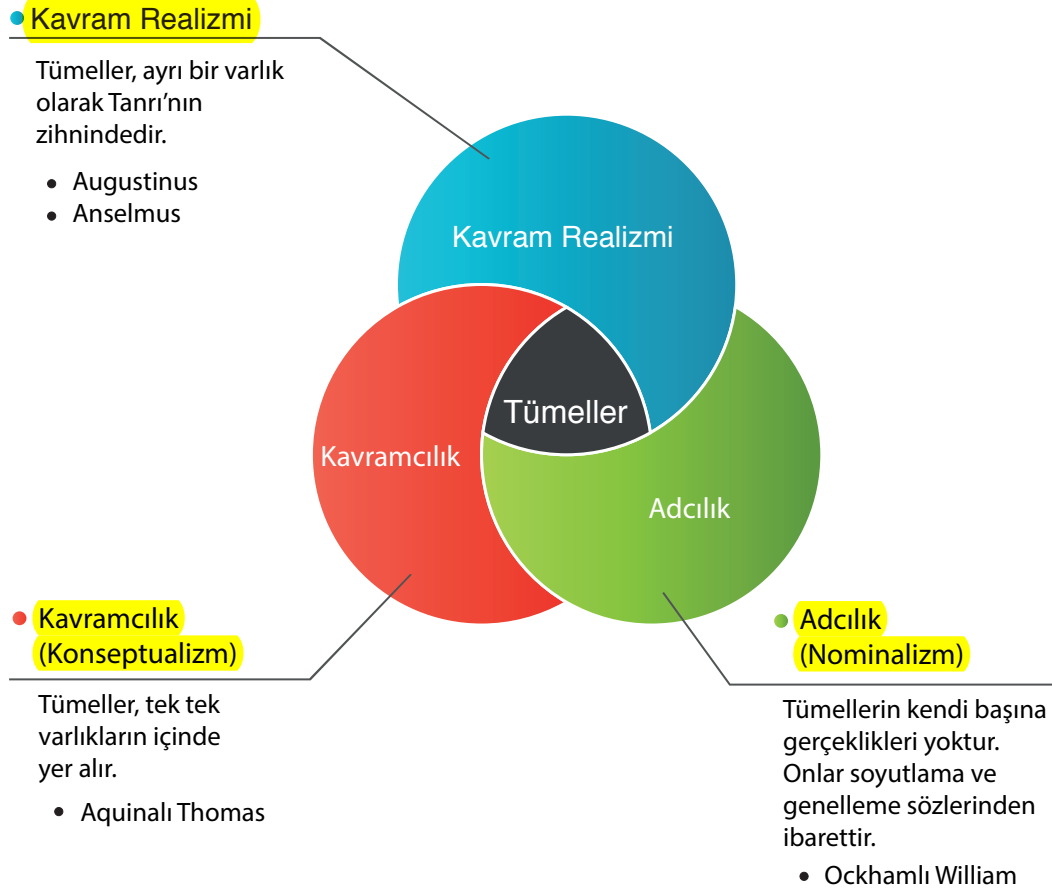 Kavram Realizmi
Tümeller, ayrı bir varlık
olarak Tanrı’nın
zihnindedir.
• Augustinus
• Anselmus
Kavram Realizmi
Tümeller
Kavramcılık
Adcılık
Kavramcılık
(Konseptualizm)
Tümeller, tek tek
varlıkların içinde
yer alır.
• Aquinalı Thomas
Adcılık
(Nominalizm)
Tümellerin kendi başına
gerçeklikleri yoktur.
Onlar soyutlama ve
genelleme sözlerinden
ibarettir.
• Ockhamlı William